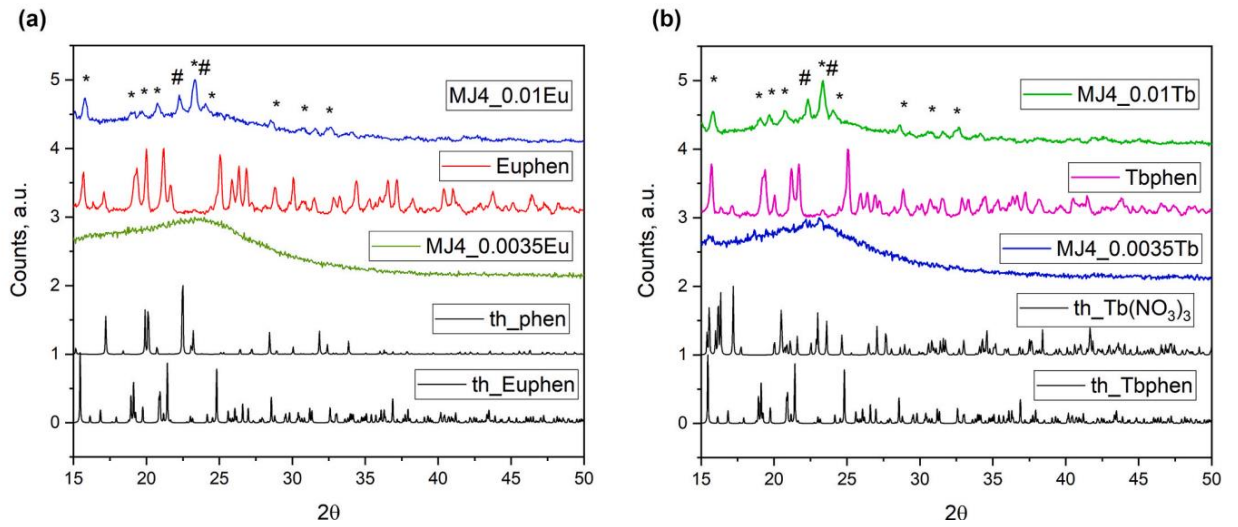 (a)
* * * * # *# * * * *
MJ4_0.01Eu
Euphen
MJ4_0.0035Eu
th_phen
th_Euphen
Counts, a.u.
5
4
3
2
1
0
15 20 25 30 35 40 45 50
2θ
(b)
* * * * # *# * * * *
MJ4_0.01Tb
Tbphen
MJ4_0.0035Tb
th_Tb(NO₃)₃
th_Tbphen
Counts, a.u.
5
4
3
2
1
0
15 20 25 30 35 40 45 50
2θ